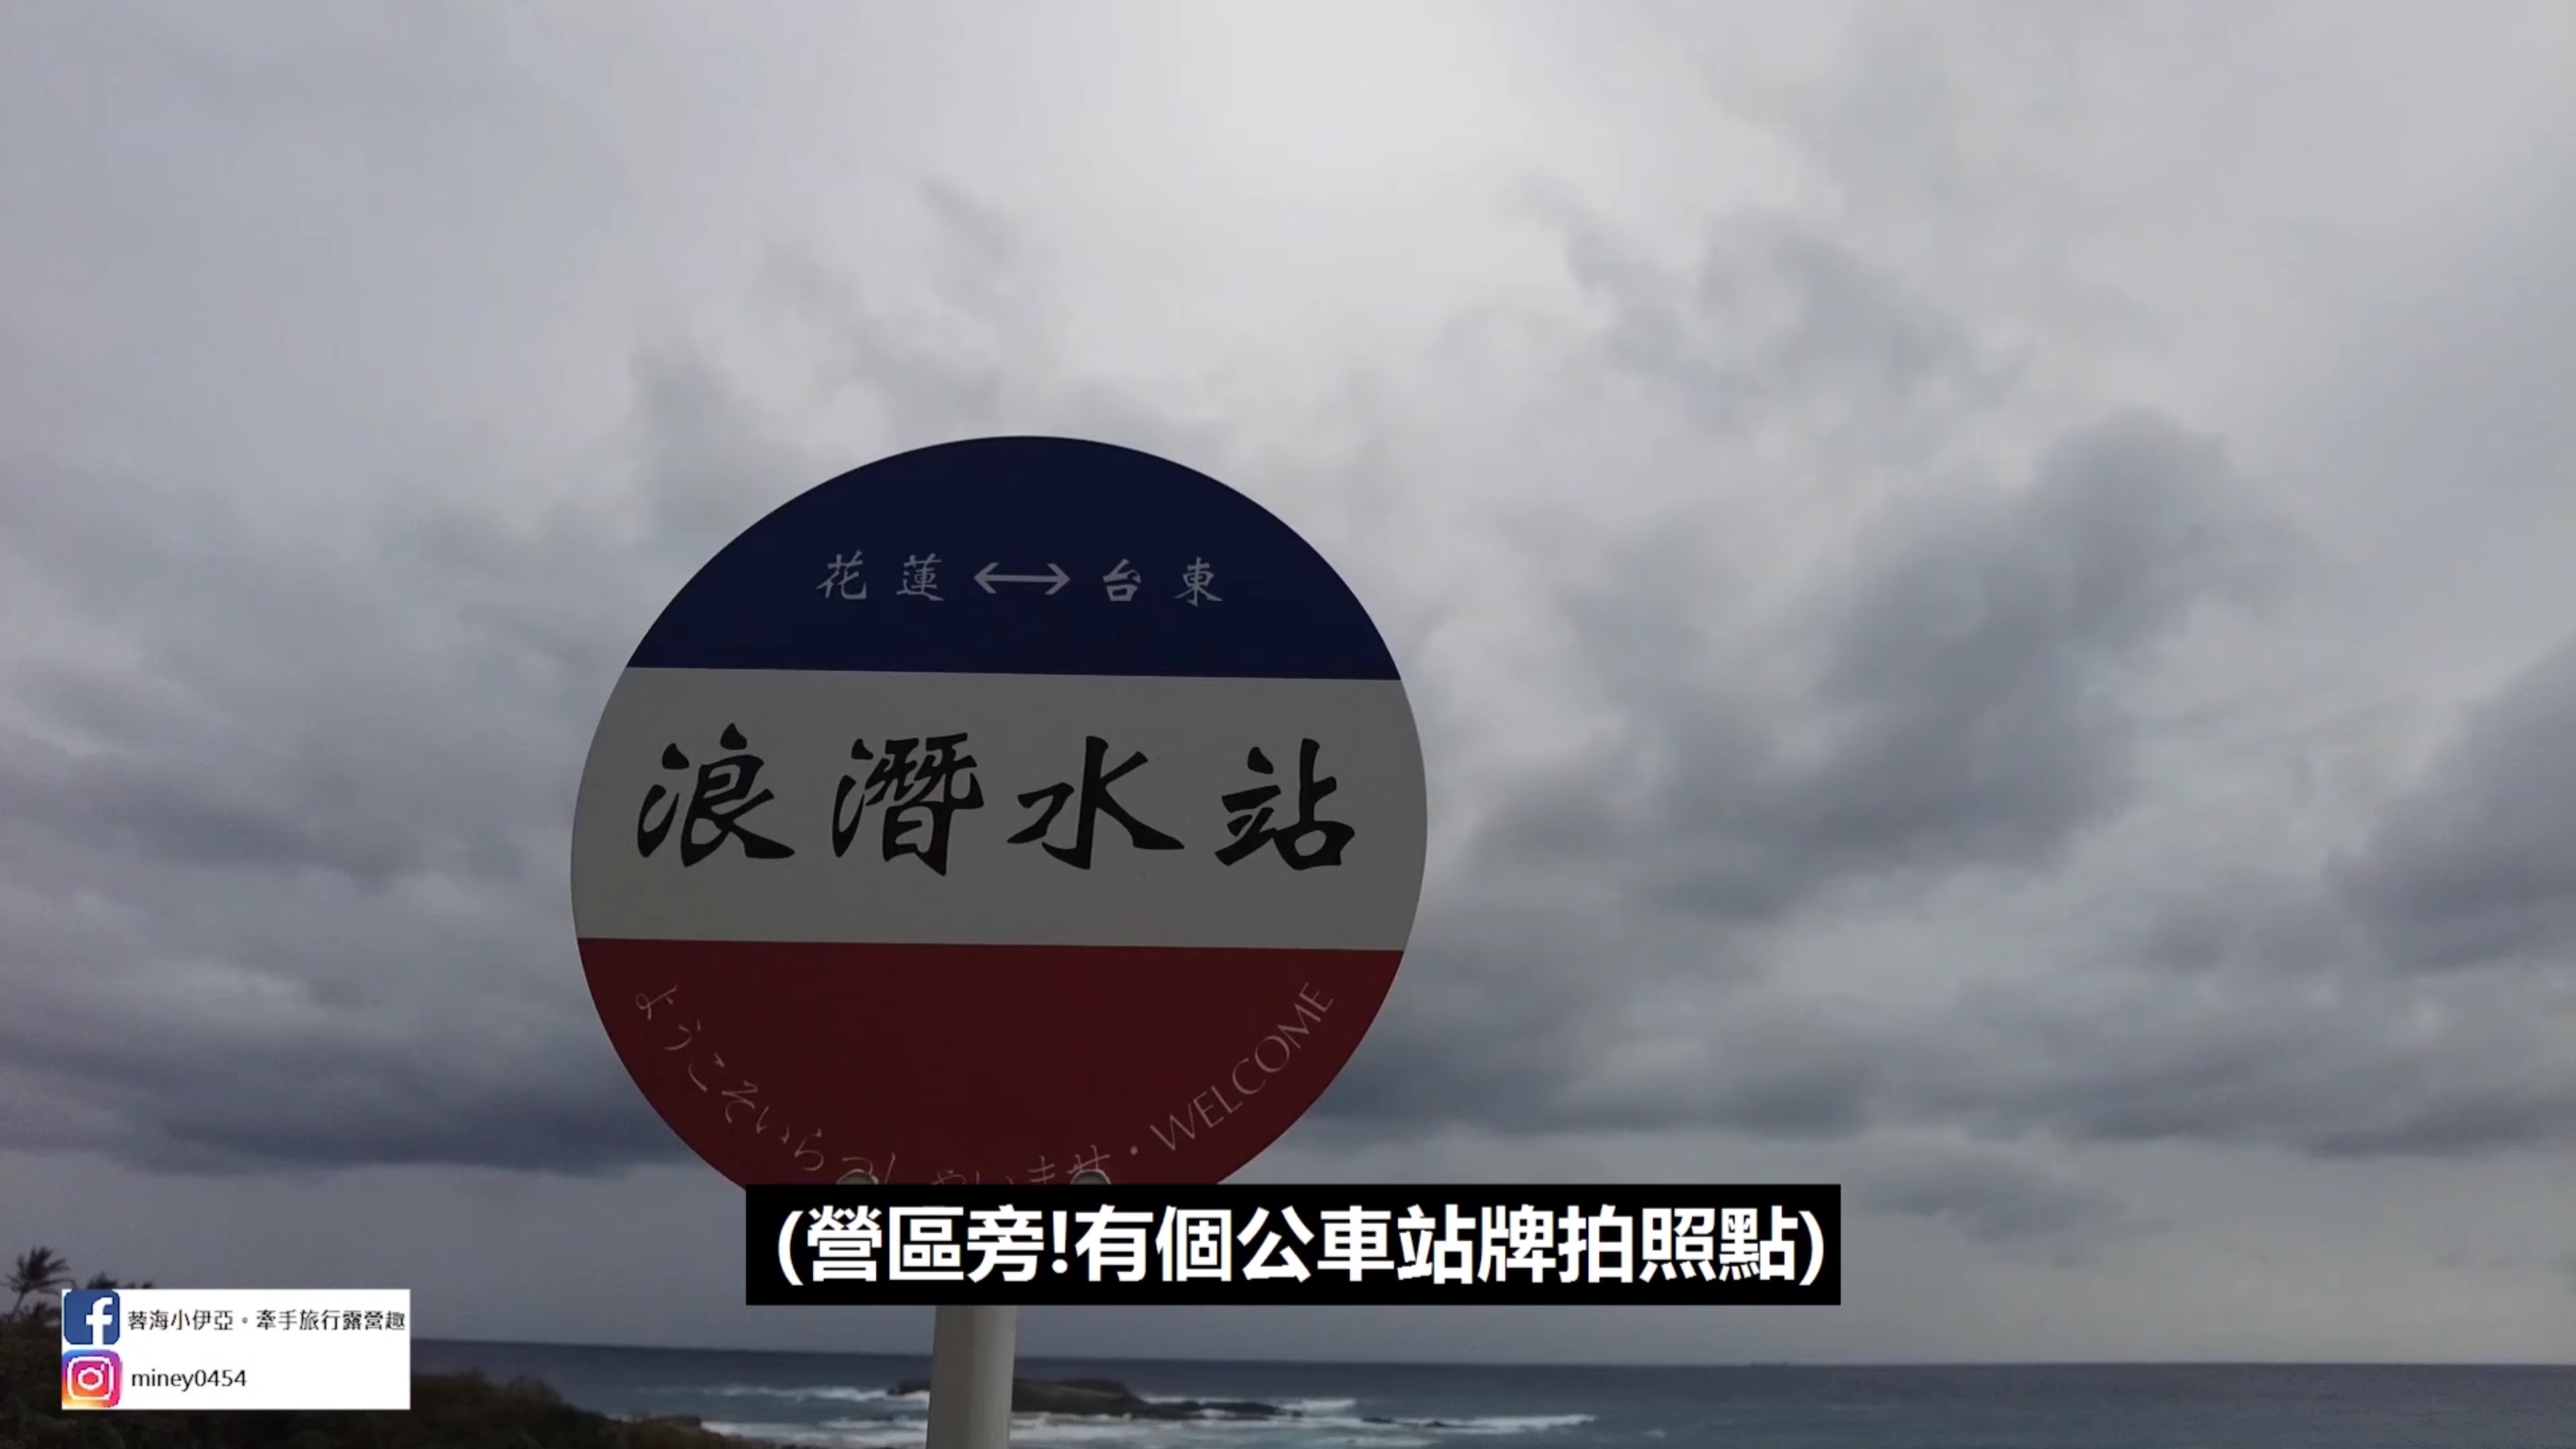 花蓮↔台東
浪潛水站
ようこそいらっしゃいませ・WELCOME
(營區旁!有個公車站牌拍照點)
蓉海小伊亞。牽手旅行露營趣
miney0454